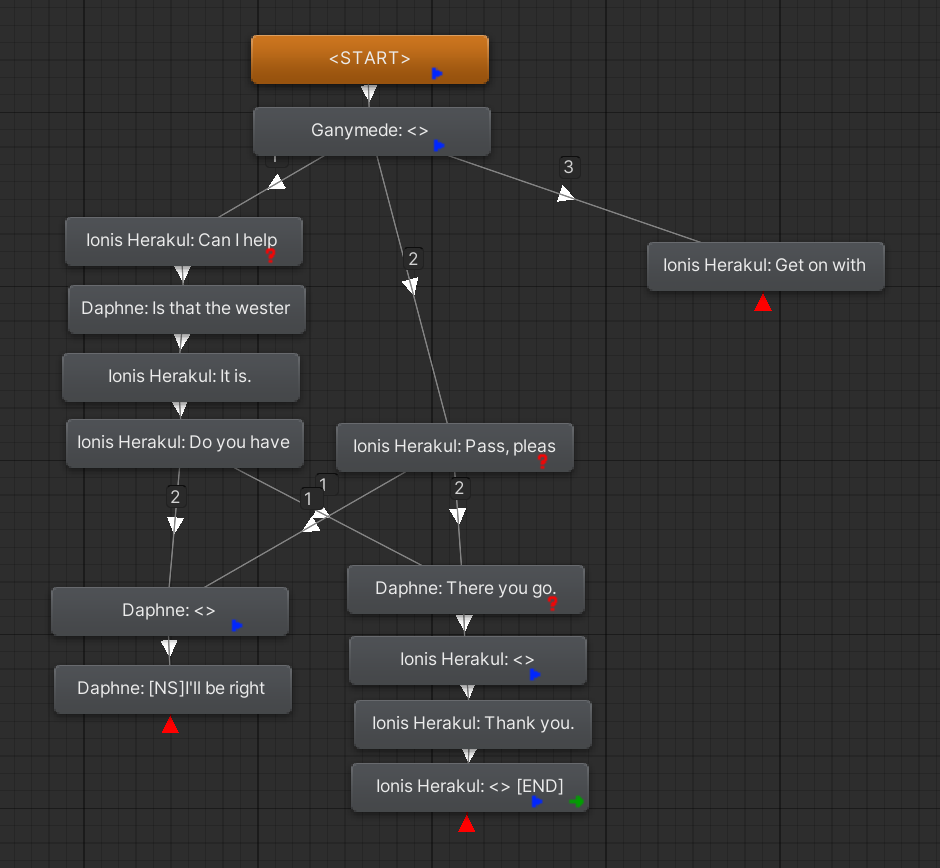 <START>
Ganymede: <>
1
3
Ionis Herakul: Can I help
?
2
Ionis Herakul: Get on with
Daphne: Is that the wester
Ionis Herakul: It is.
Ionis Herakul: Do you have
Ionis Herakul: Pass, pleas
?
2
1
1
2
Daphne: There you go.
?
Daphne: <>
Ionis Herakul: <>
Daphne: [NS]I'll be right
Ionis Herakul: Thank you.
Ionis Herakul: <> [END]